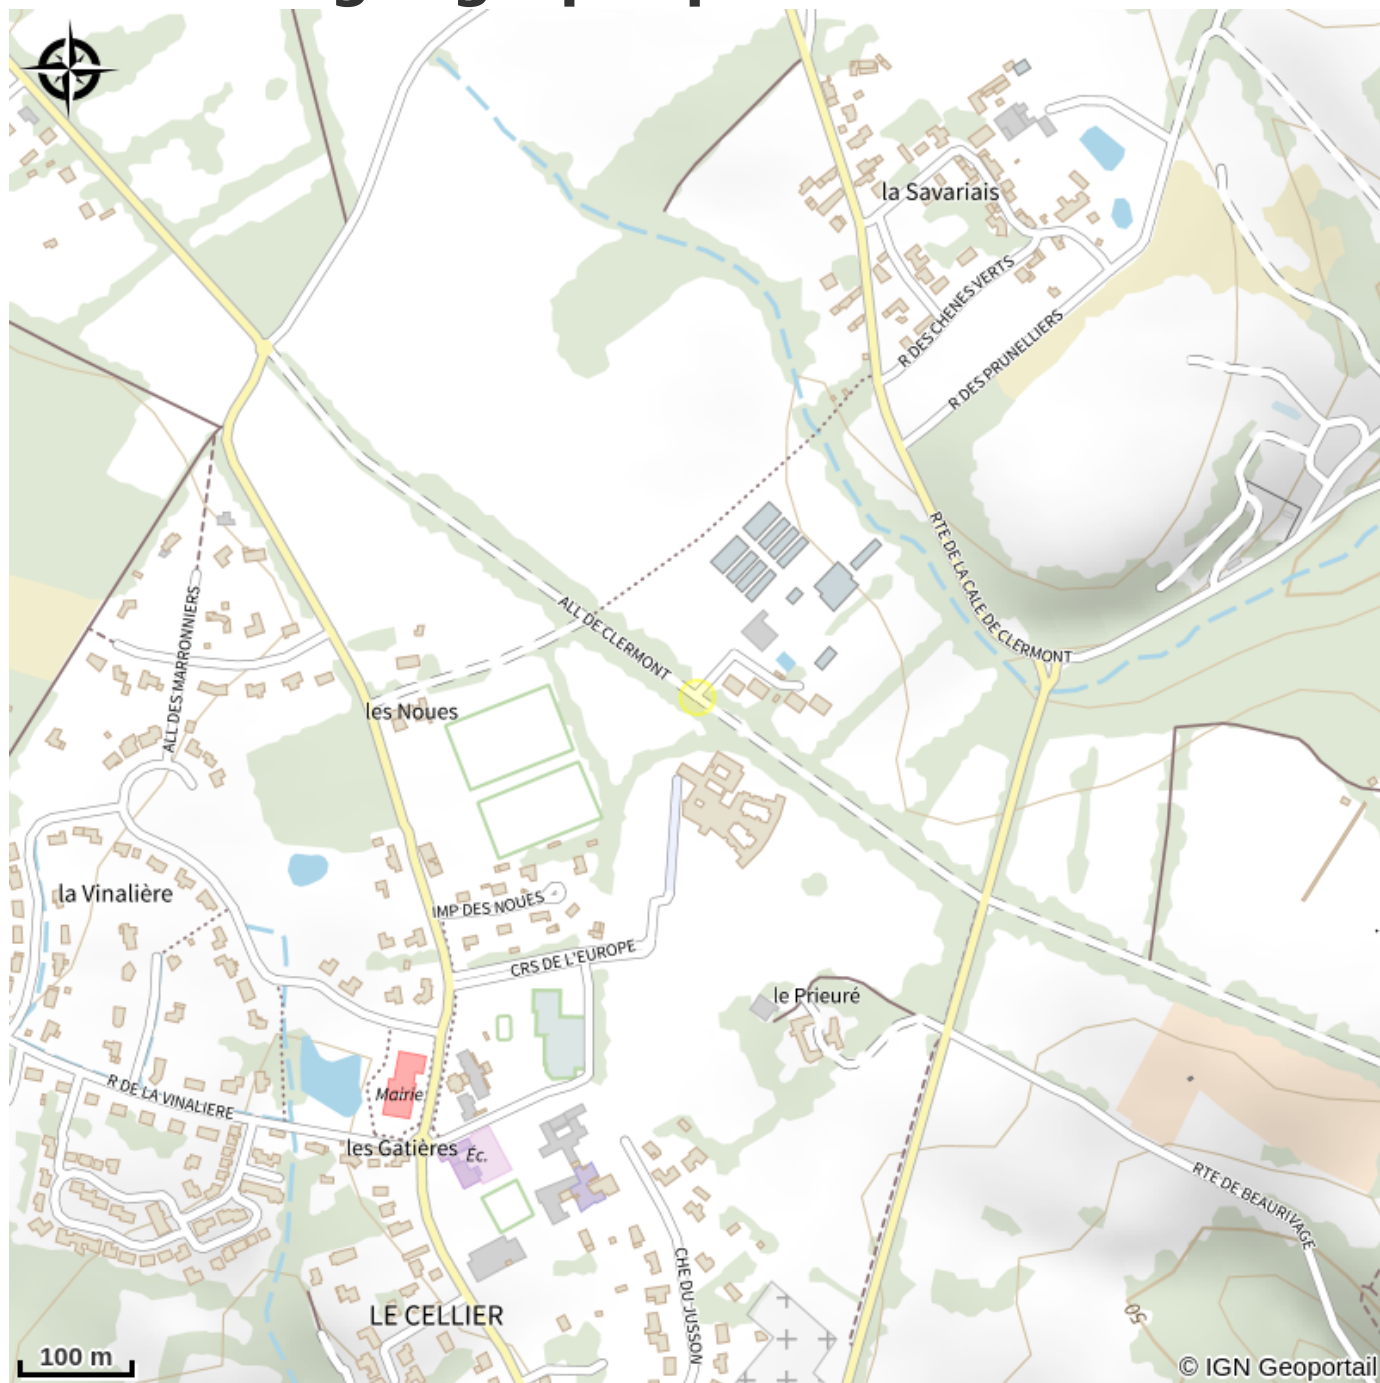 la Savariais
R DES CHENES VERTS
R DES PRUNELLIERS
RTE DE LA CALE DE CLERMONT
ALL DE CLERMONT
ALL DES MARRONNIERS
les Noues
la Vinalière
IMP DES NOUES
CRS DE L'EUROPE
le Prieuré
Mairie
R DE LA VINALIERE
les Gatières
Éc.
RTE DE BEAURIVAGE
CHE DU JUSSON
LE CELLIER
50
100 m
© IGN Geoportail